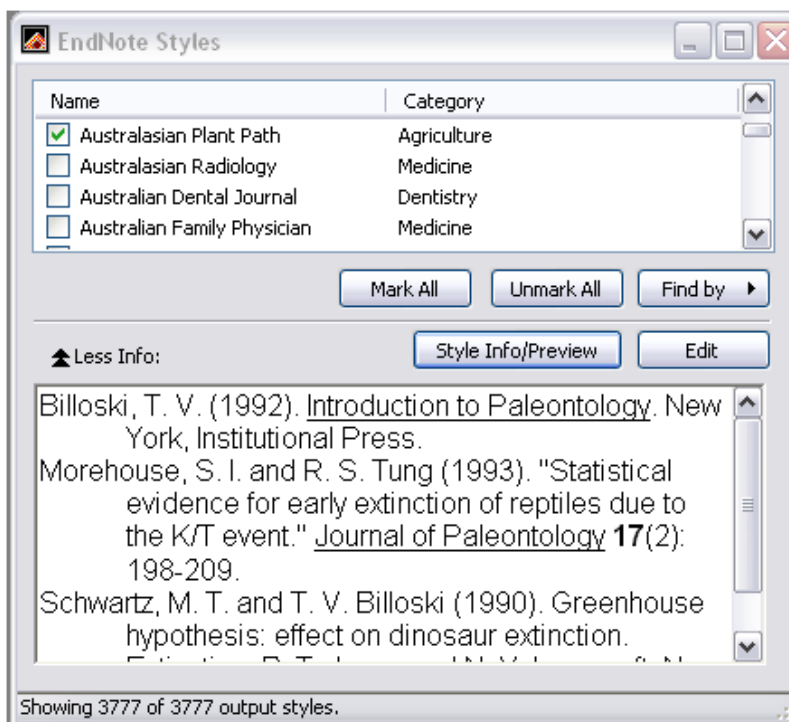 EndNote Styles
Name Category
Australasian Plant Path Agriculture
Australasian Radiology Medicine
Australian Dental Journal Dentistry
Australian Family Physician Medicine
Mark All Unmark All Find by
Less Info: Style Info/Preview Edit
Billoski, T. V. (1992). Introduction to Paleontology. New
York, Institutional Press.
Morehouse, S. I. and R. S. Tung (1993). "Statistical
evidence for early extinction of reptiles due to
the K/T event." Journal of Paleontology 17(2):
198-209.
Schwartz, M. T. and T. V. Billoski (1990). Greenhouse
hypothesis: effect on dinosaur extinction.
Showing 3777 of 3777 output styles.